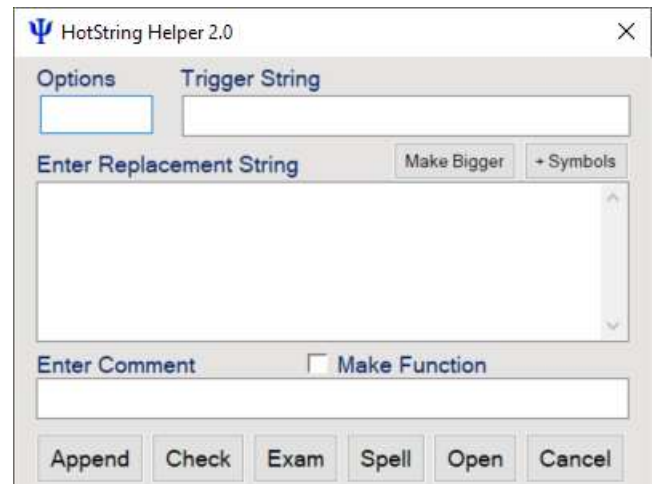 Ψ HotString Helper 2.0
Options Trigger String
Enter Replacement String Make Bigger + Symbols
Enter Comment Make Function
Append Check Exam Spell Open Cancel